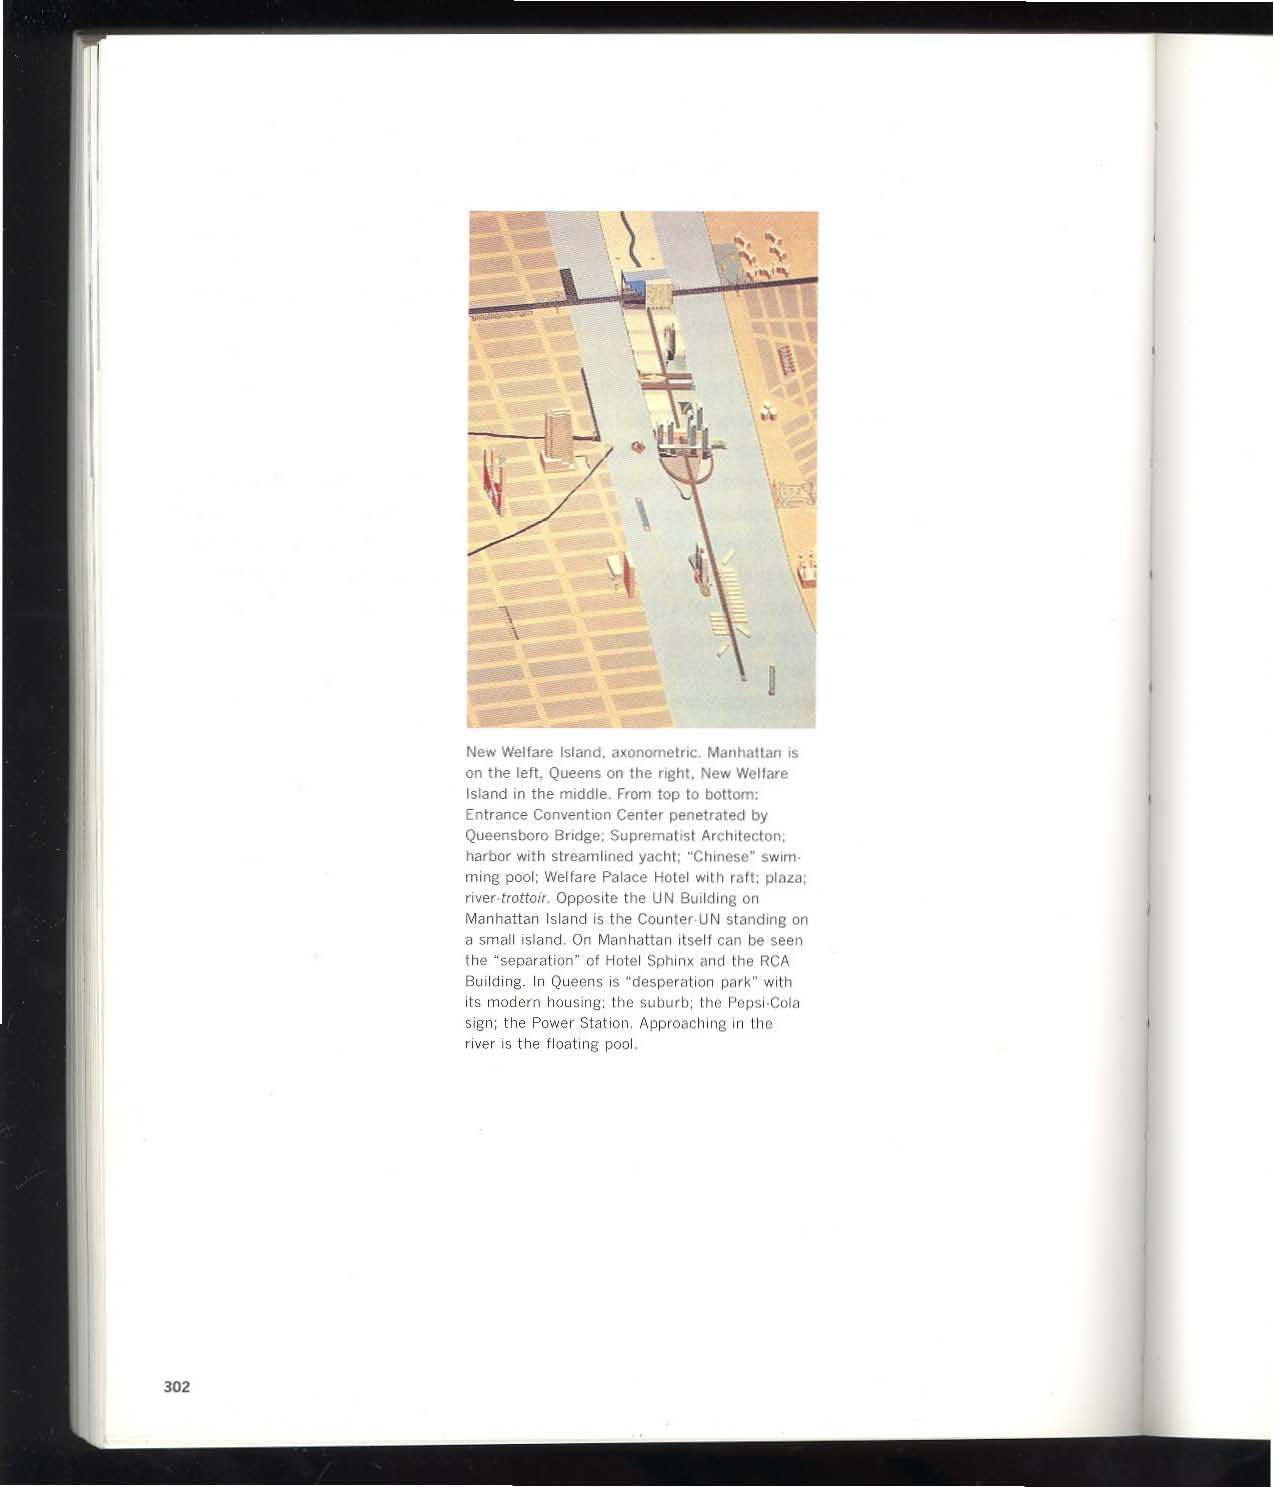 New Welfare Island, axonometric. Manhattan is
on the left, Queens on the right, New Welfare
Island in the middle. From top to bottom:
Entrance Convention Center penetrated by
Queensboro Bridge; Suprematist Architecton;
harbor with streamlined yacht; "Chinese" swim-
ming pool; Welfare Palace Hotel with raft; plaza;
river-trottoir. Opposite the UN Building on
Manhattan Island is the Counter-UN standing on
a small island. On Manhattan itself can be seen
the "separation" of Hotel Sphinx and the RCA
Building. In Queens is "desperation park" with
its modern housing; the suburb; the Pepsi-Cola
sign; the Power Station. Approaching in the
river is the floating pool.
302